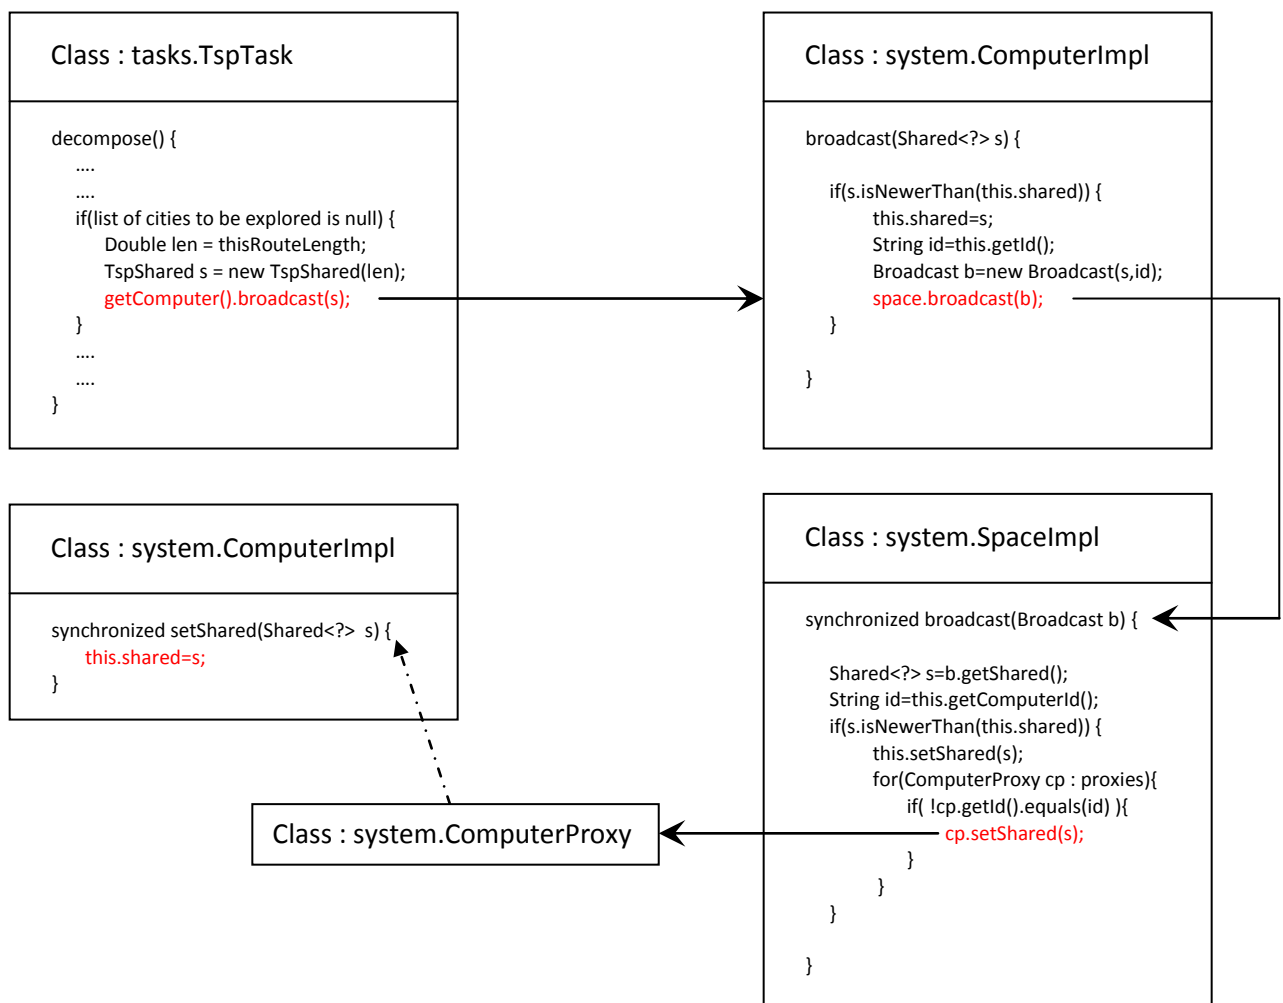 Class : tasks.TspTask
decompose() {
....
....
if(list of cities to be explored is null) {
Double len = thisRouteLength;
TspShared s = new TspShared(len);
getComputer().broadcast(s);
}
....
....
}
Class : system.ComputerImpl
broadcast(Shared<?> s) {
if(s.isNewerThan(this.shared)) {
this.shared=s;
String id=this.getId();
Broadcast b=new Broadcast(s,id);
space.broadcast(b);
}
}
Class : system.ComputerImpl
synchronized setShared(Shared<?> s) {
this.shared=s;
}
Class : system.SpaceImpl
synchronized broadcast(Broadcast b) {
Shared<?> s=b.getShared();
String id=this.getComputerId();
if(s.isNewerThan(this.shared)) {
this.setShared(s);
for(ComputerProxy cp : proxies){
if( !cp.getId().equals(id) ){
cp.setShared(s);
}
}
}
}
Class : system.ComputerProxy